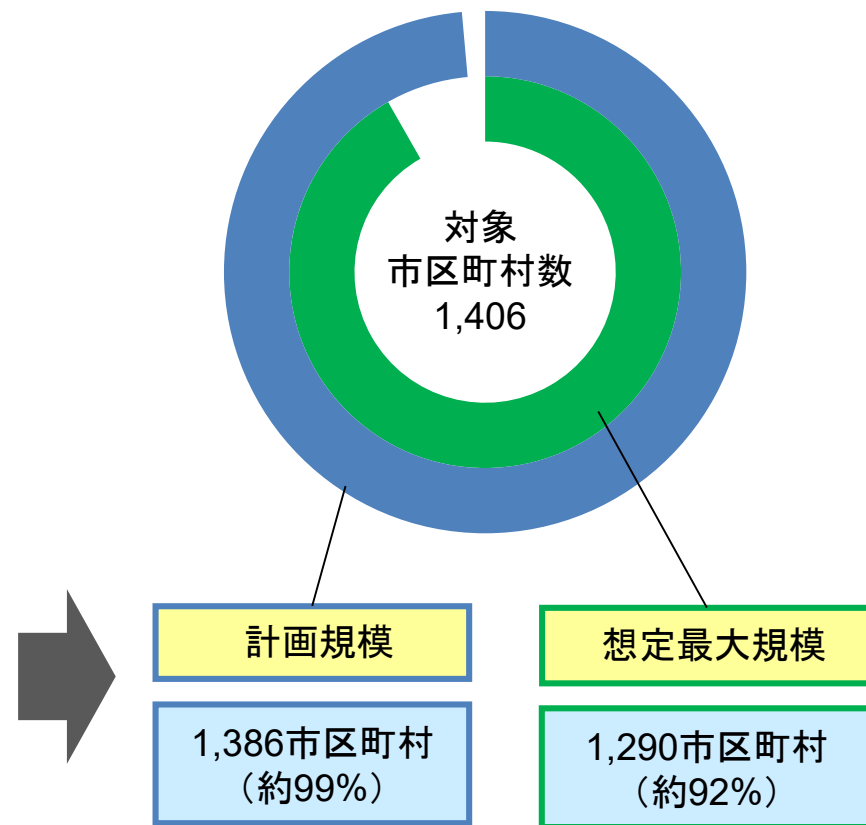 対象
市区町村数
1,406
計画規模
1,386市区町村
（約99%）
想定最大規模
1,290市区町村
（約92%）